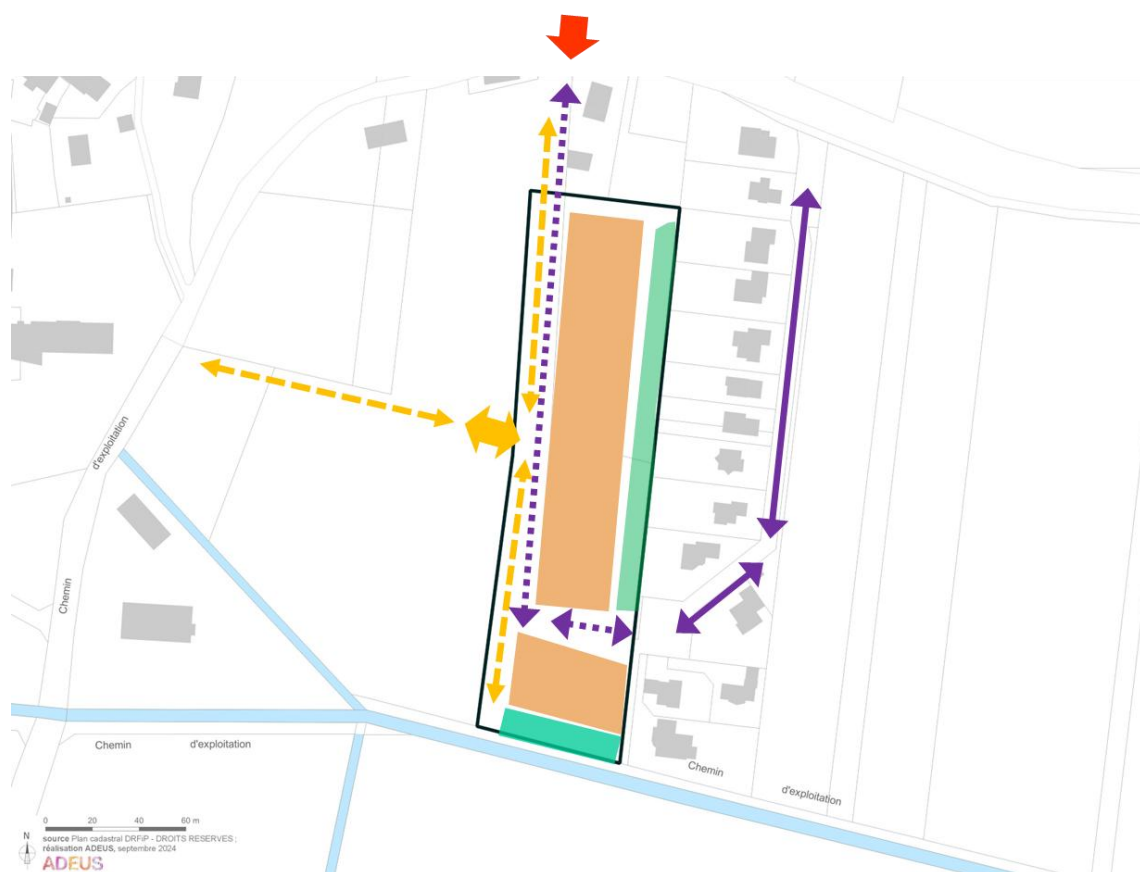 d'exploitation
Chemin
Chemin d'exploitation
Chemin
d'exploitation
0 20 40 60 m
N
source Plan cadastral DRFiP - DROITS RESERVES ;
réalisation ADEUS, septembre 2024
ADEUS